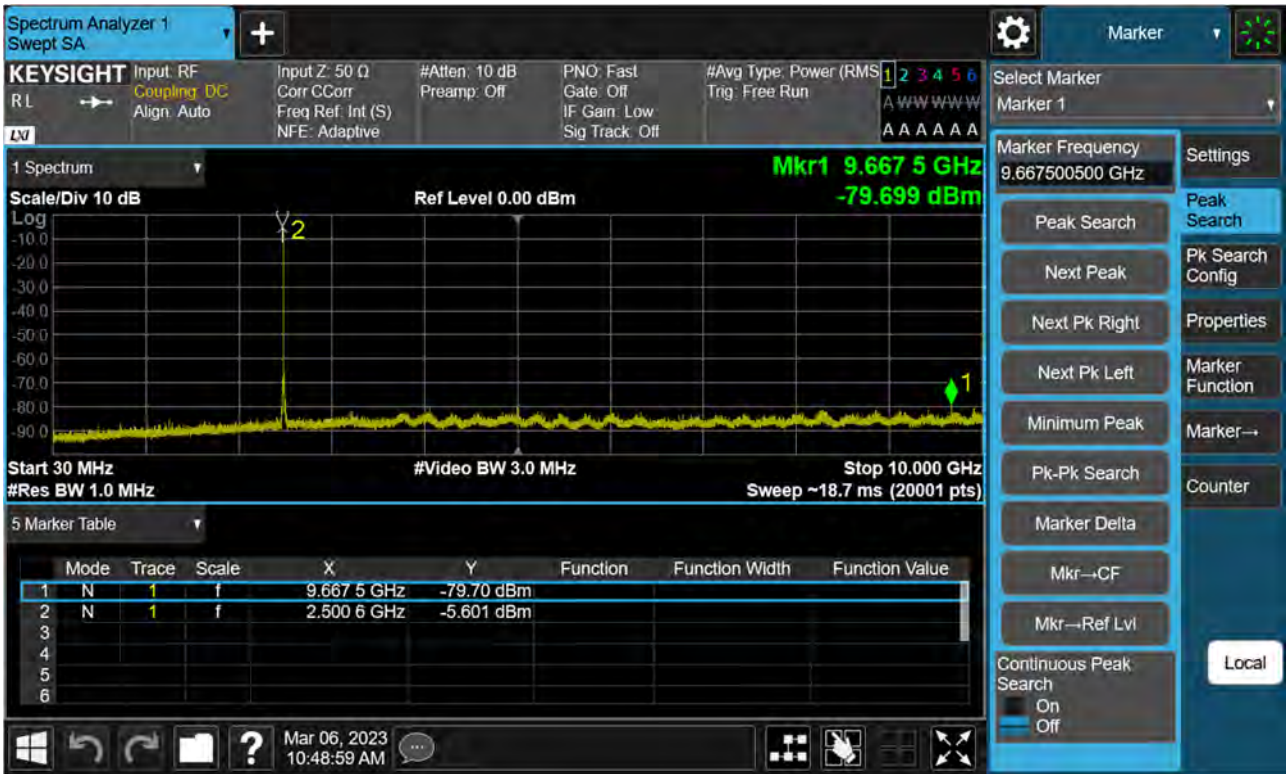 Spectrum Analyzer 1
Swept SA
+
Marker
KEYSIGHT
R L
LXI
Input: RF
Coupling: DC
Align: Auto
Input Z: 50 Ω
Corr CCorr
Freq Ref: Int (S)
NFE: Adaptive
#Atten: 10 dB
Preamp: Off
PNO: Fast
Gate: Off
IF Gain: Low
Sig Track: Off
#Avg Type: Power (RMS
Trig: Free Run
1 2 3 4 5 6
A W W W W W
A A A A A A
Select Marker
Marker 1
1 Spectrum
Mkr1 9.667 5 GHz
-79.699 dBm
Scale/Div 10 dB
Ref Level 0.00 dBm
Log
-10.0
-20.0
-30.0
-40.0
-50.0
-60.0
-70.0
-80.0
-90.0
2
1
Start 30 MHz
#Video BW 3.0 MHz
Stop 10.000 GHz
#Res BW 1.0 MHz
Sweep ~18.7 ms (20001 pts)
5 Marker Table
Mode Trace Scale X Y Function Function Width Function Value
1 N 1 f 9.667 5 GHz -79.70 dBm
2 N 1 f 2.500 6 GHz -5.601 dBm
3
4
5
6
Marker Frequency
9.667500500 GHz
Peak Search
Next Peak
Next Pk Right
Next Pk Left
Minimum Peak
Pk-Pk Search
Marker Delta
Mkr→CF
Mkr→Ref Lvl
Continuous Peak
Search
On
Off
Settings
Peak
Search
Pk Search
Config
Properties
Marker
Function
Marker→
Counter
Local
?
Mar 06, 2023
10:48:59 AM